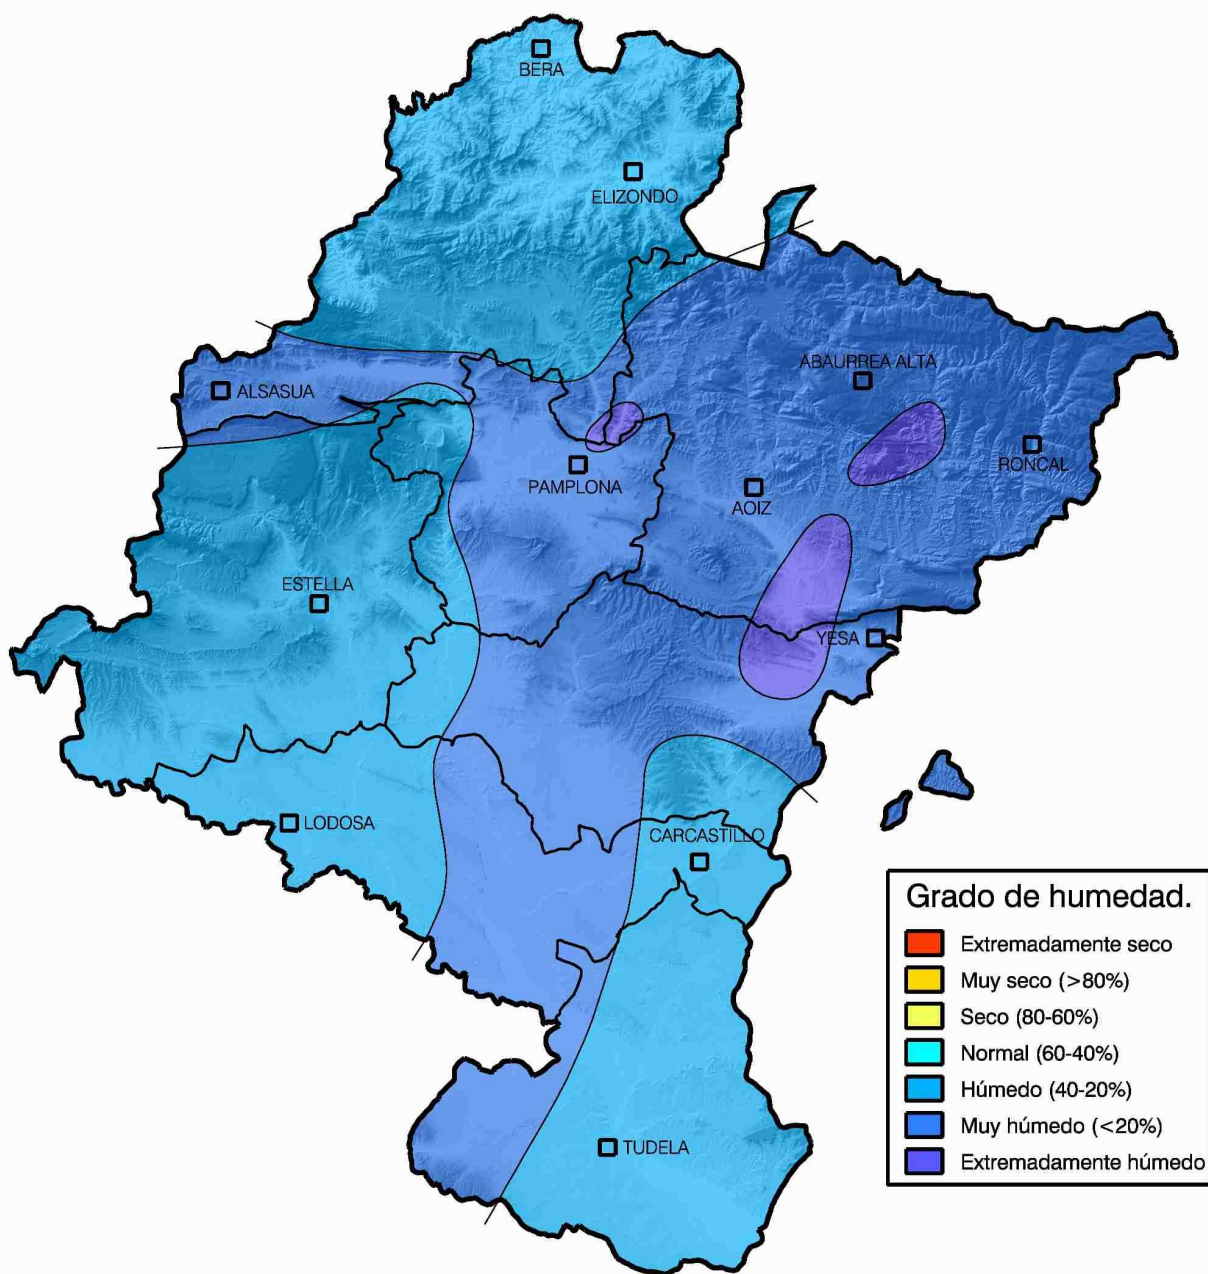 BERA
ELIZONDO
ABAURREA ALTA
ALSASUA
RONCAL
PAMPLONA
AOIZ
ESTELLA
YESA
LODOSA
CARCASTILLO
TUDELA
Grado de humedad.
Extremadamente seco
Muy seco (>80%)
Seco (80-60%)
Normal (60-40%)
Húmedo (40-20%)
Muy húmedo (<20%)
Extremadamente húmedo